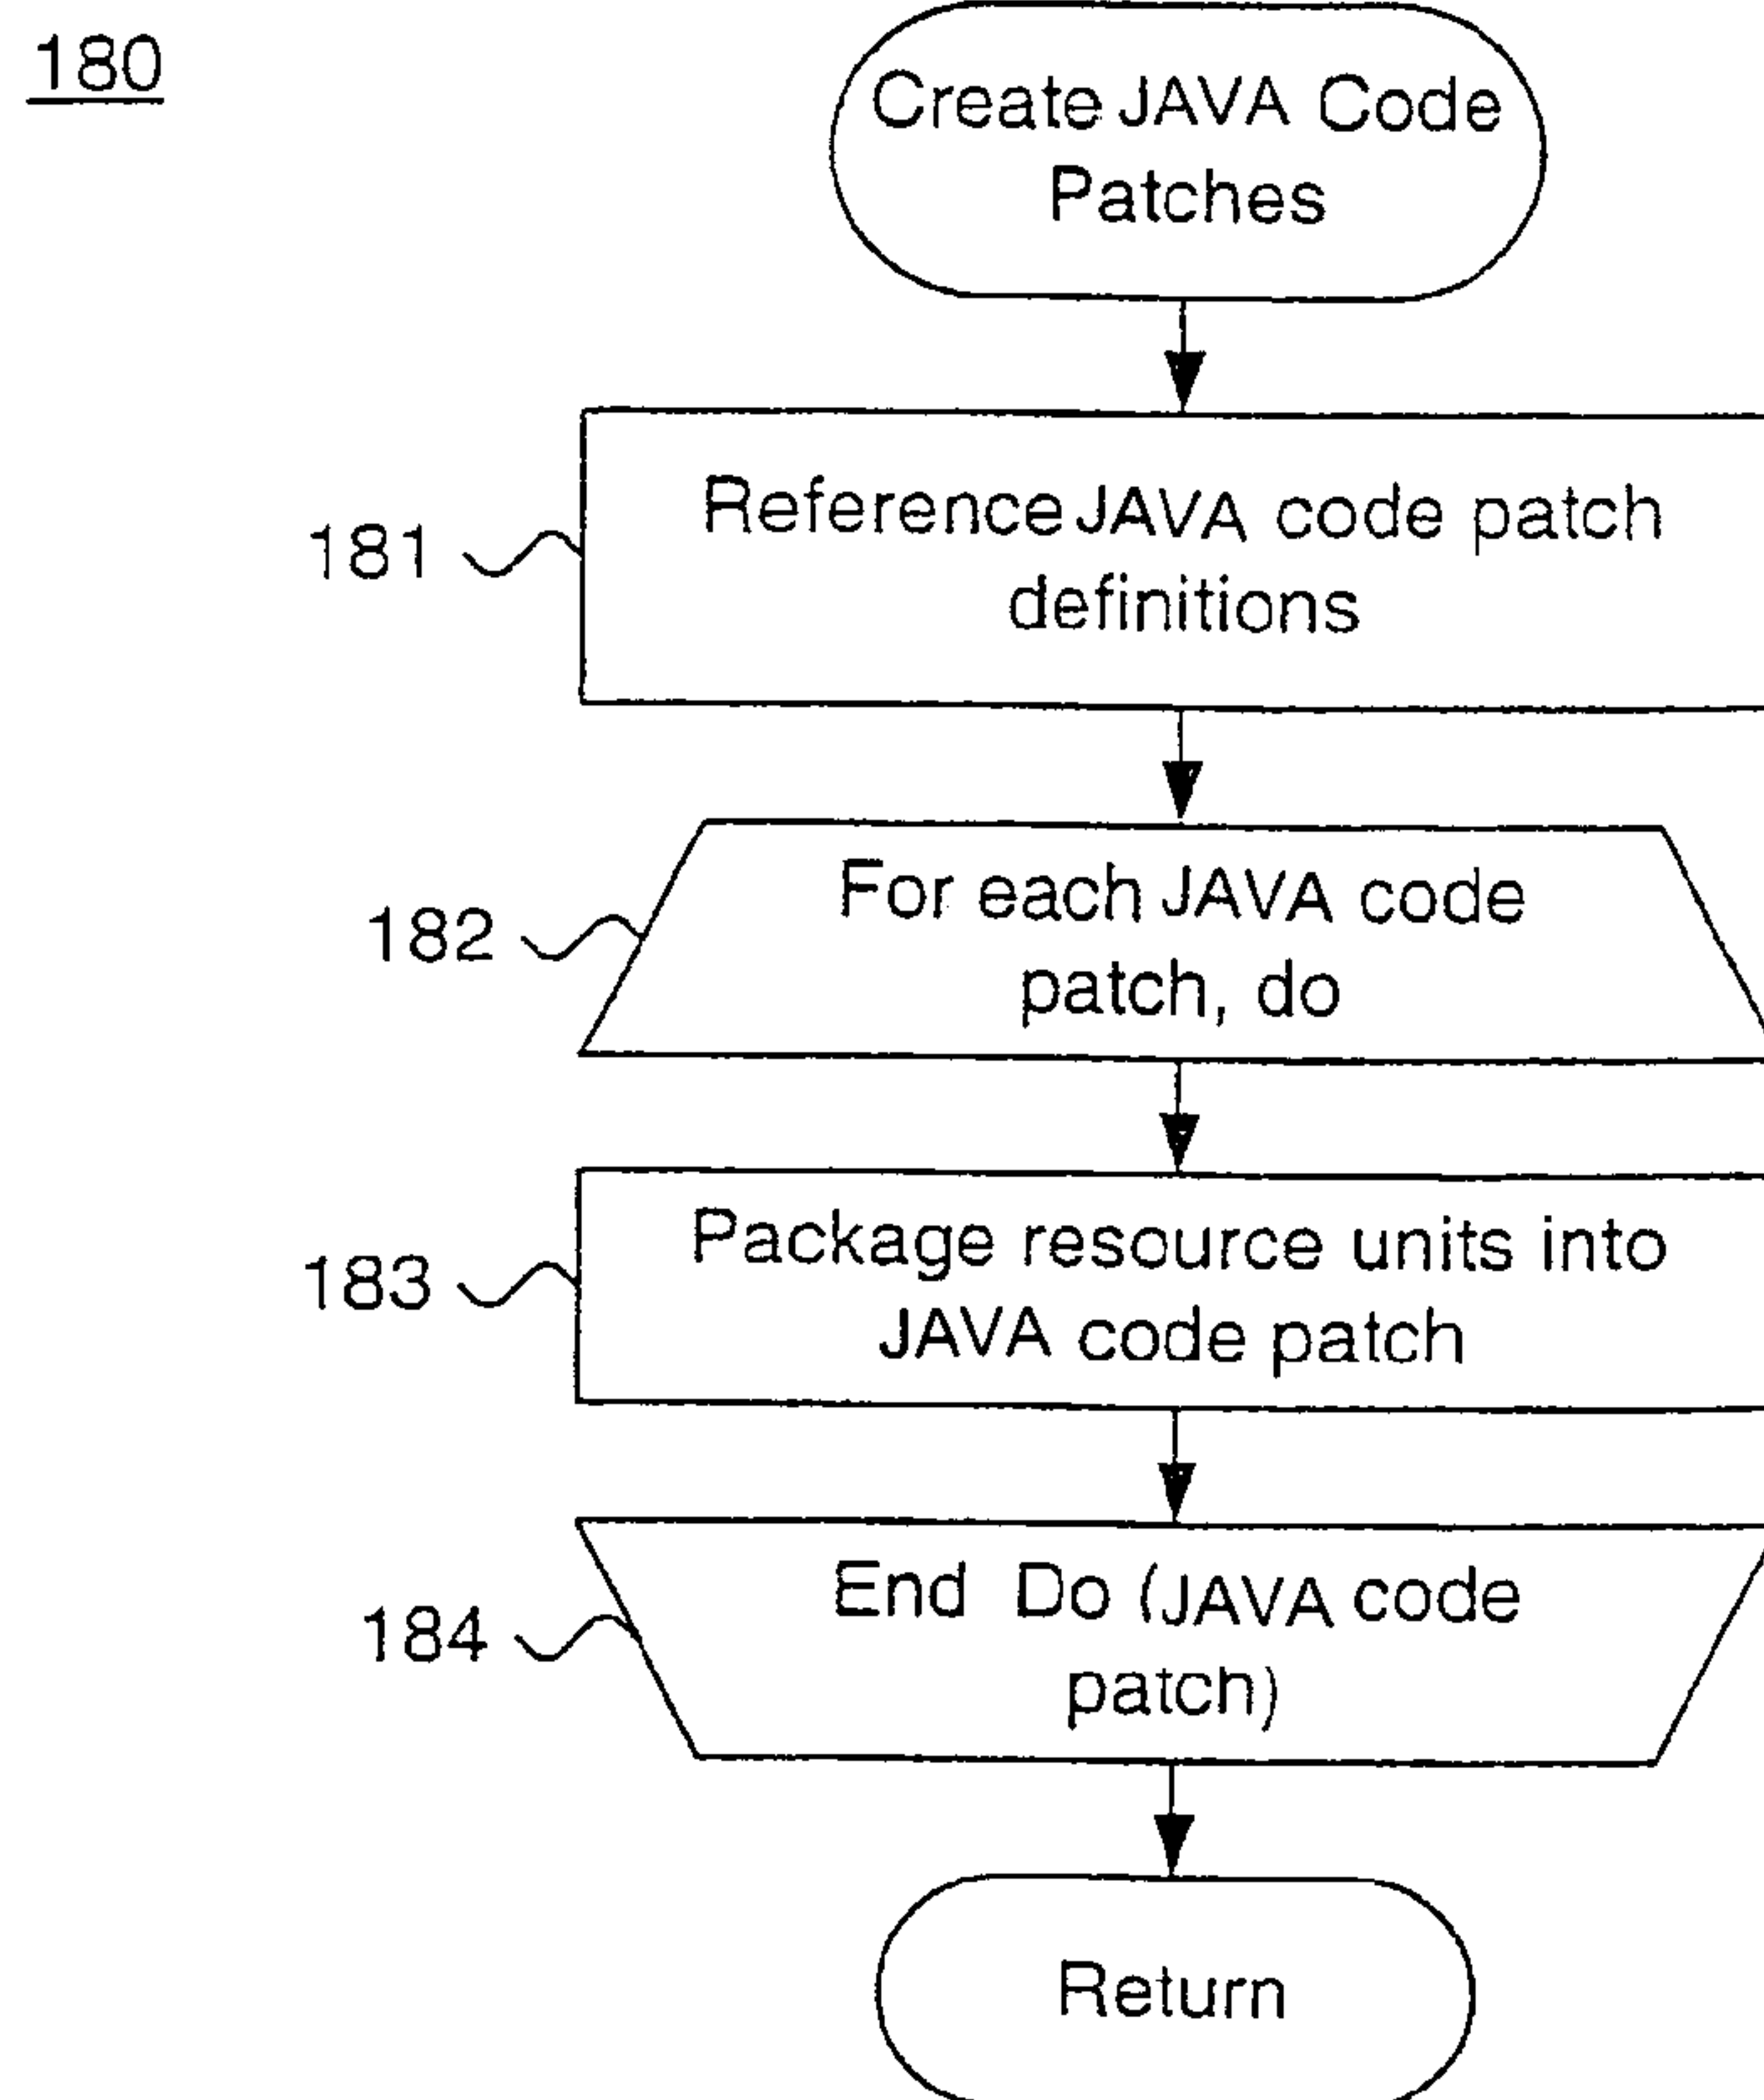 180
Create JAVA Code
Patches
181
Reference JAVA code patch
definitions
182
For each JAVA code
patch, do
183
Package resource units into
JAVA code patch
184
End Do (JAVA code
patch)
Return